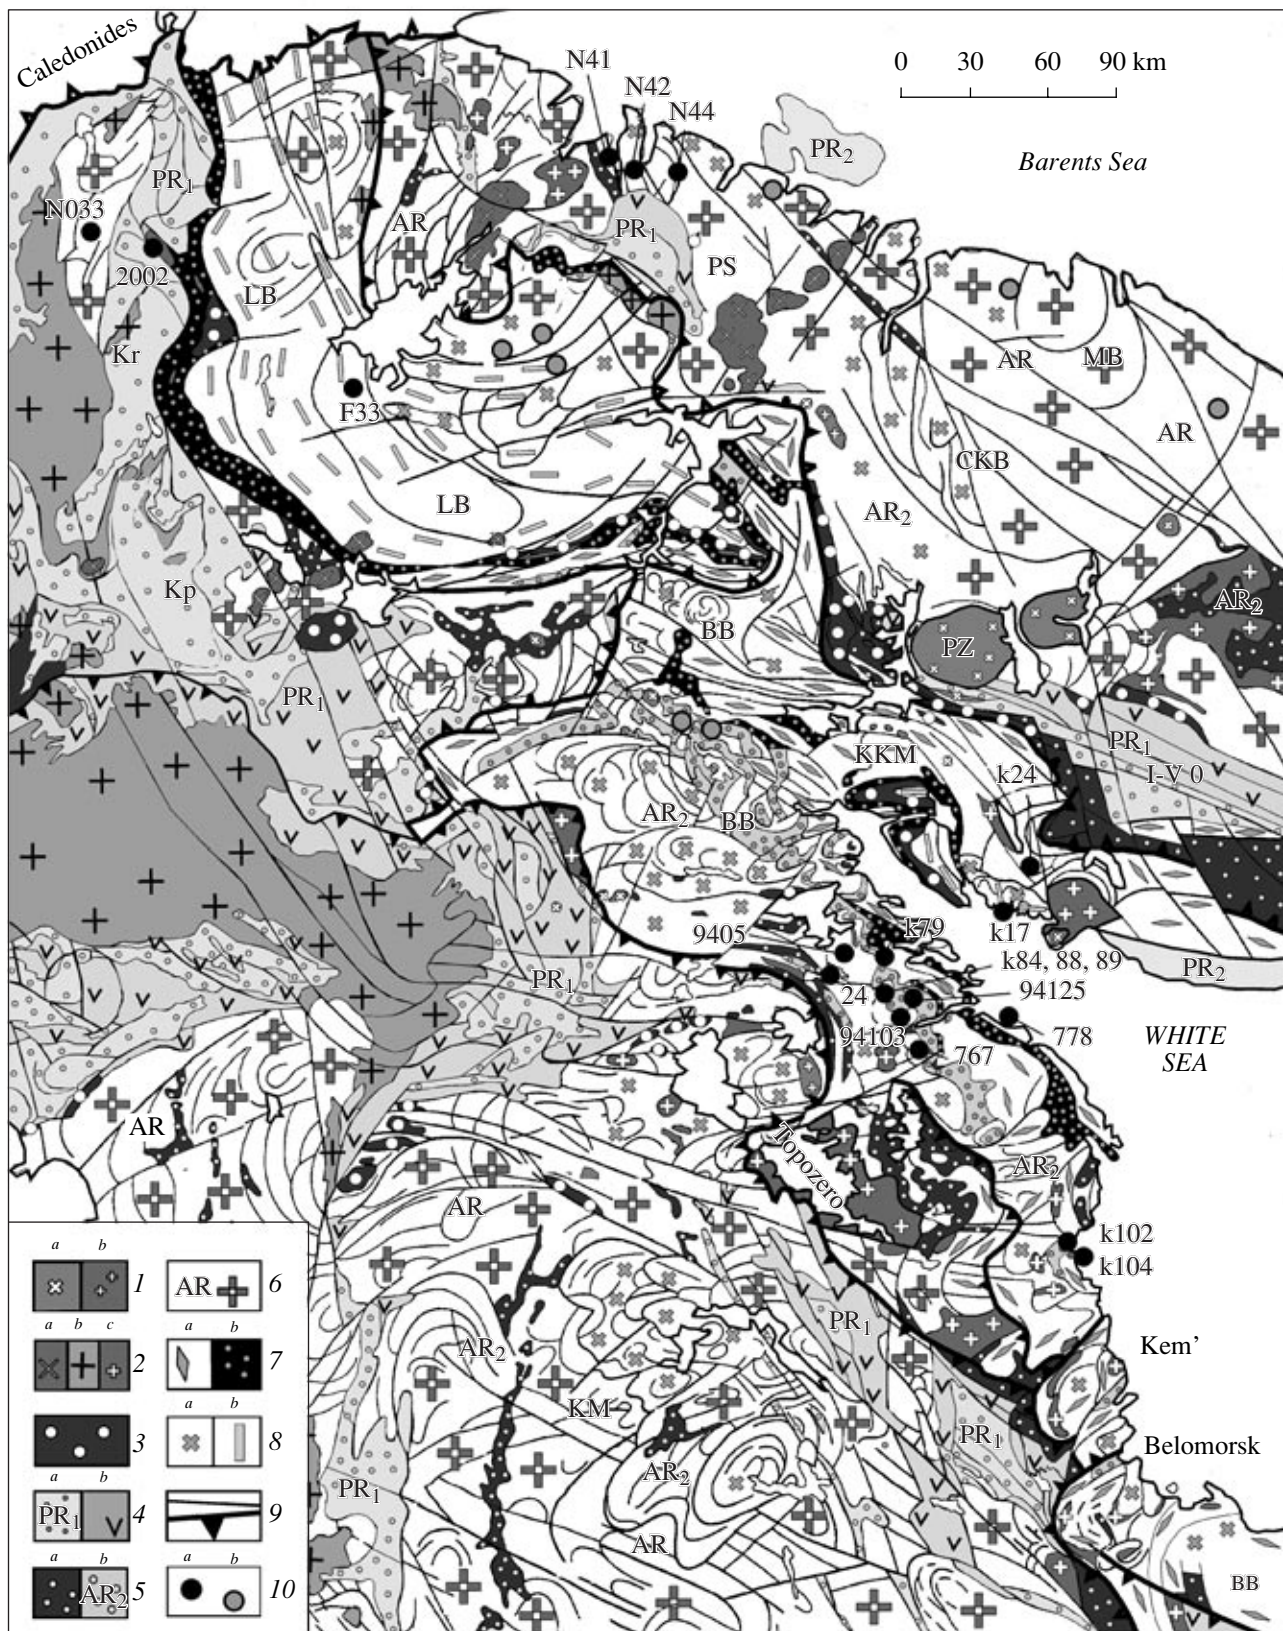 Caledonides
N41
N42
N44
0 30 60 90 km
PR2
Barents Sea
PR1
N033
AR
PR1
2002
LB
PS
Kr
AR
MB
F33
AR
CKB
LB
AR2
Kp
AR2
BB
PZ
PR1
KKM
PR1
k24
I-V 0
AR2
BB
9405
k79
k17
k84, 88, 89
PR2
PR1
24
94125
94103
778
767
WHITE
SEA
AR
Topozero
AR2
AR
k102
k104
PR1
Kem’
AR2
KM
PR1
Belomorsk
AR2
PR1
AR
BB
a b
1
AR 6
a b c
2
a b
7
3
a b
8
a b
PR1 4
9
a b
AR2 5
a b
10